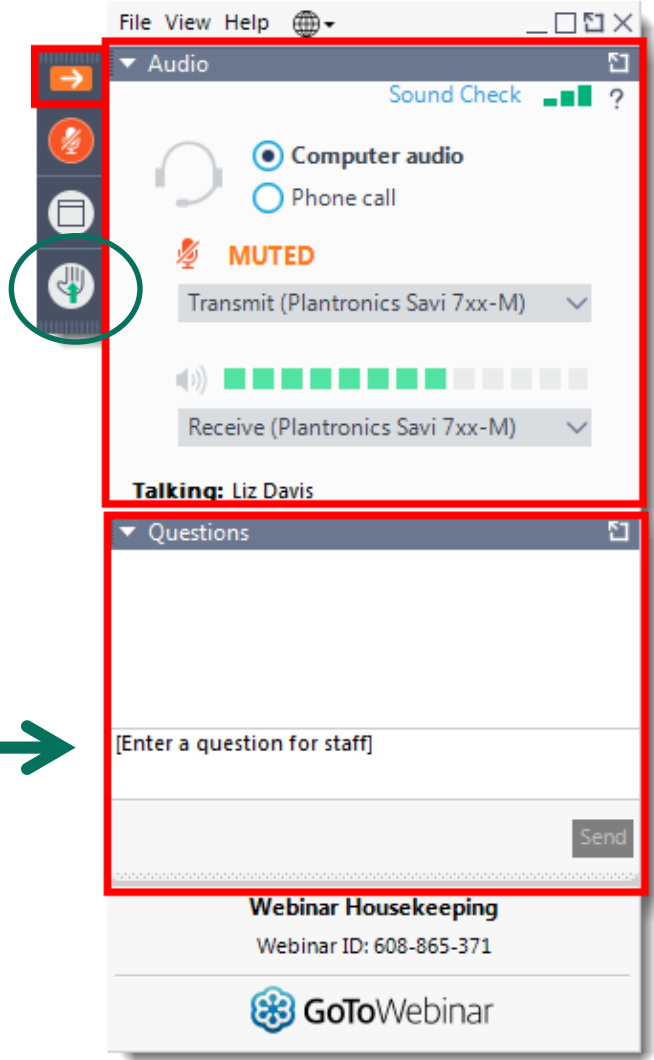 File View Help
Audio
Sound Check ?
Computer audio
Phone call
MUTED
Transmit (Plantronics Savi 7xx-M)
Receive (Plantronics Savi 7xx-M)
Talking: Liz Davis
Questions
[Enter a question for staff]
Send
Webinar Housekeeping
Webinar ID: 608-865-371
GoToWebinar